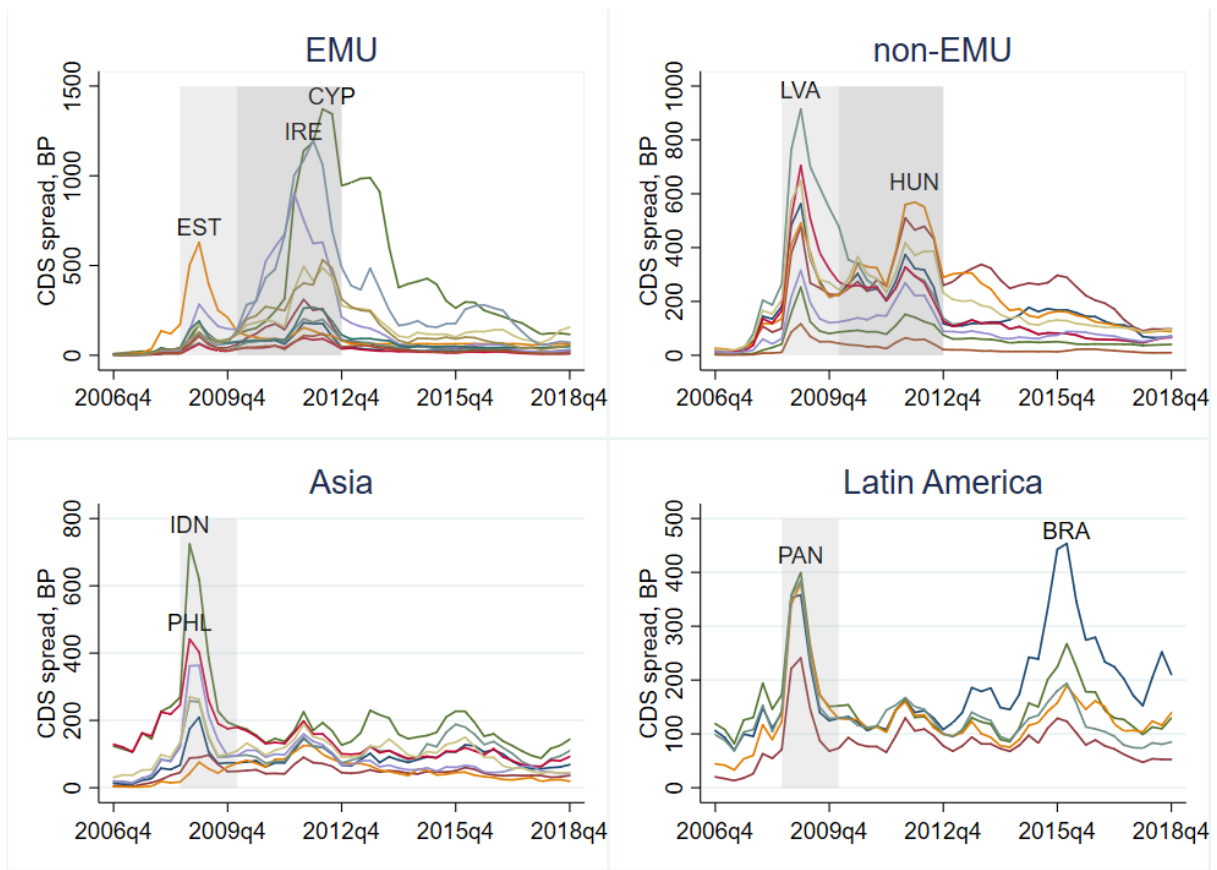 EMU
CDS spread, BP
1500
1000
500
0
CYP
IRE
EST
2006q4 2009q4 2012q4 2015q4 2018q4
non-EMU
CDS spread, BP
1000
800
600
400
200
0
LVA
HUN
2006q4 2009q4 2012q4 2015q4 2018q4
Asia
CDS spread, BP
800
600
400
200
0
IDN
PHL
2006q4 2009q4 2012q4 2015q4 2018q4
Latin America
CDS spread, BP
500
400
300
200
100
0
BRA
PAN
2006q4 2009q4 2012q4 2015q4 2018q4